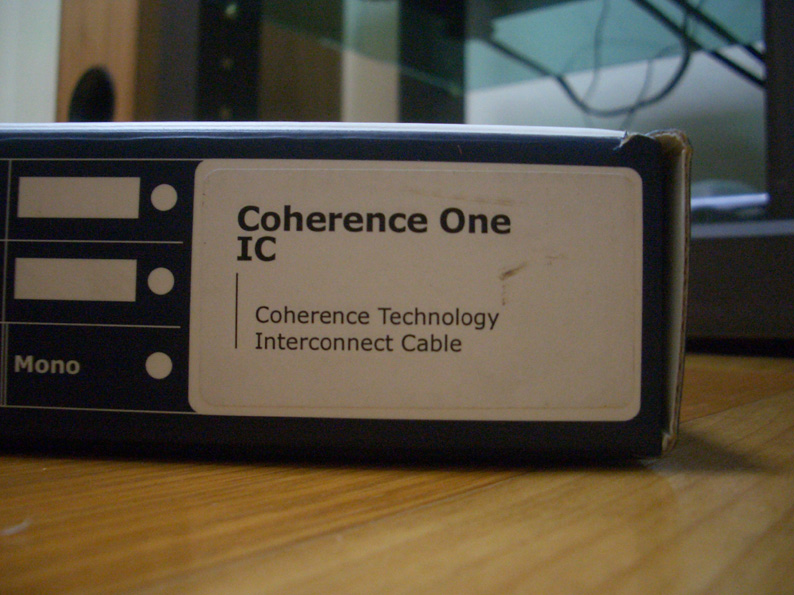 Coherence One
IC
Coherence Technology
Interconnect Cable
Mono